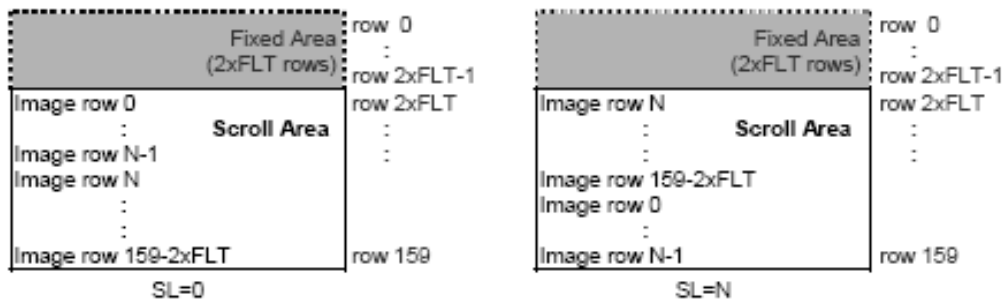 Fixed Area
(2xFLT rows)
row 0
:
row 2xFLT-1
Image row 0
row 2xFLT
:
Scroll Area
:
Image row N-1
:
Image row N
:
:
Image row 159-2xFLT
row 159
SL=0
Fixed Area
(2xFLT rows)
row 0
:
row 2xFLT-1
Image row N
row 2xFLT
:
Scroll Area
:
:
:
Image row 159-2xFLT
Image row 0
:
Image row N-1
row 159
SL=N